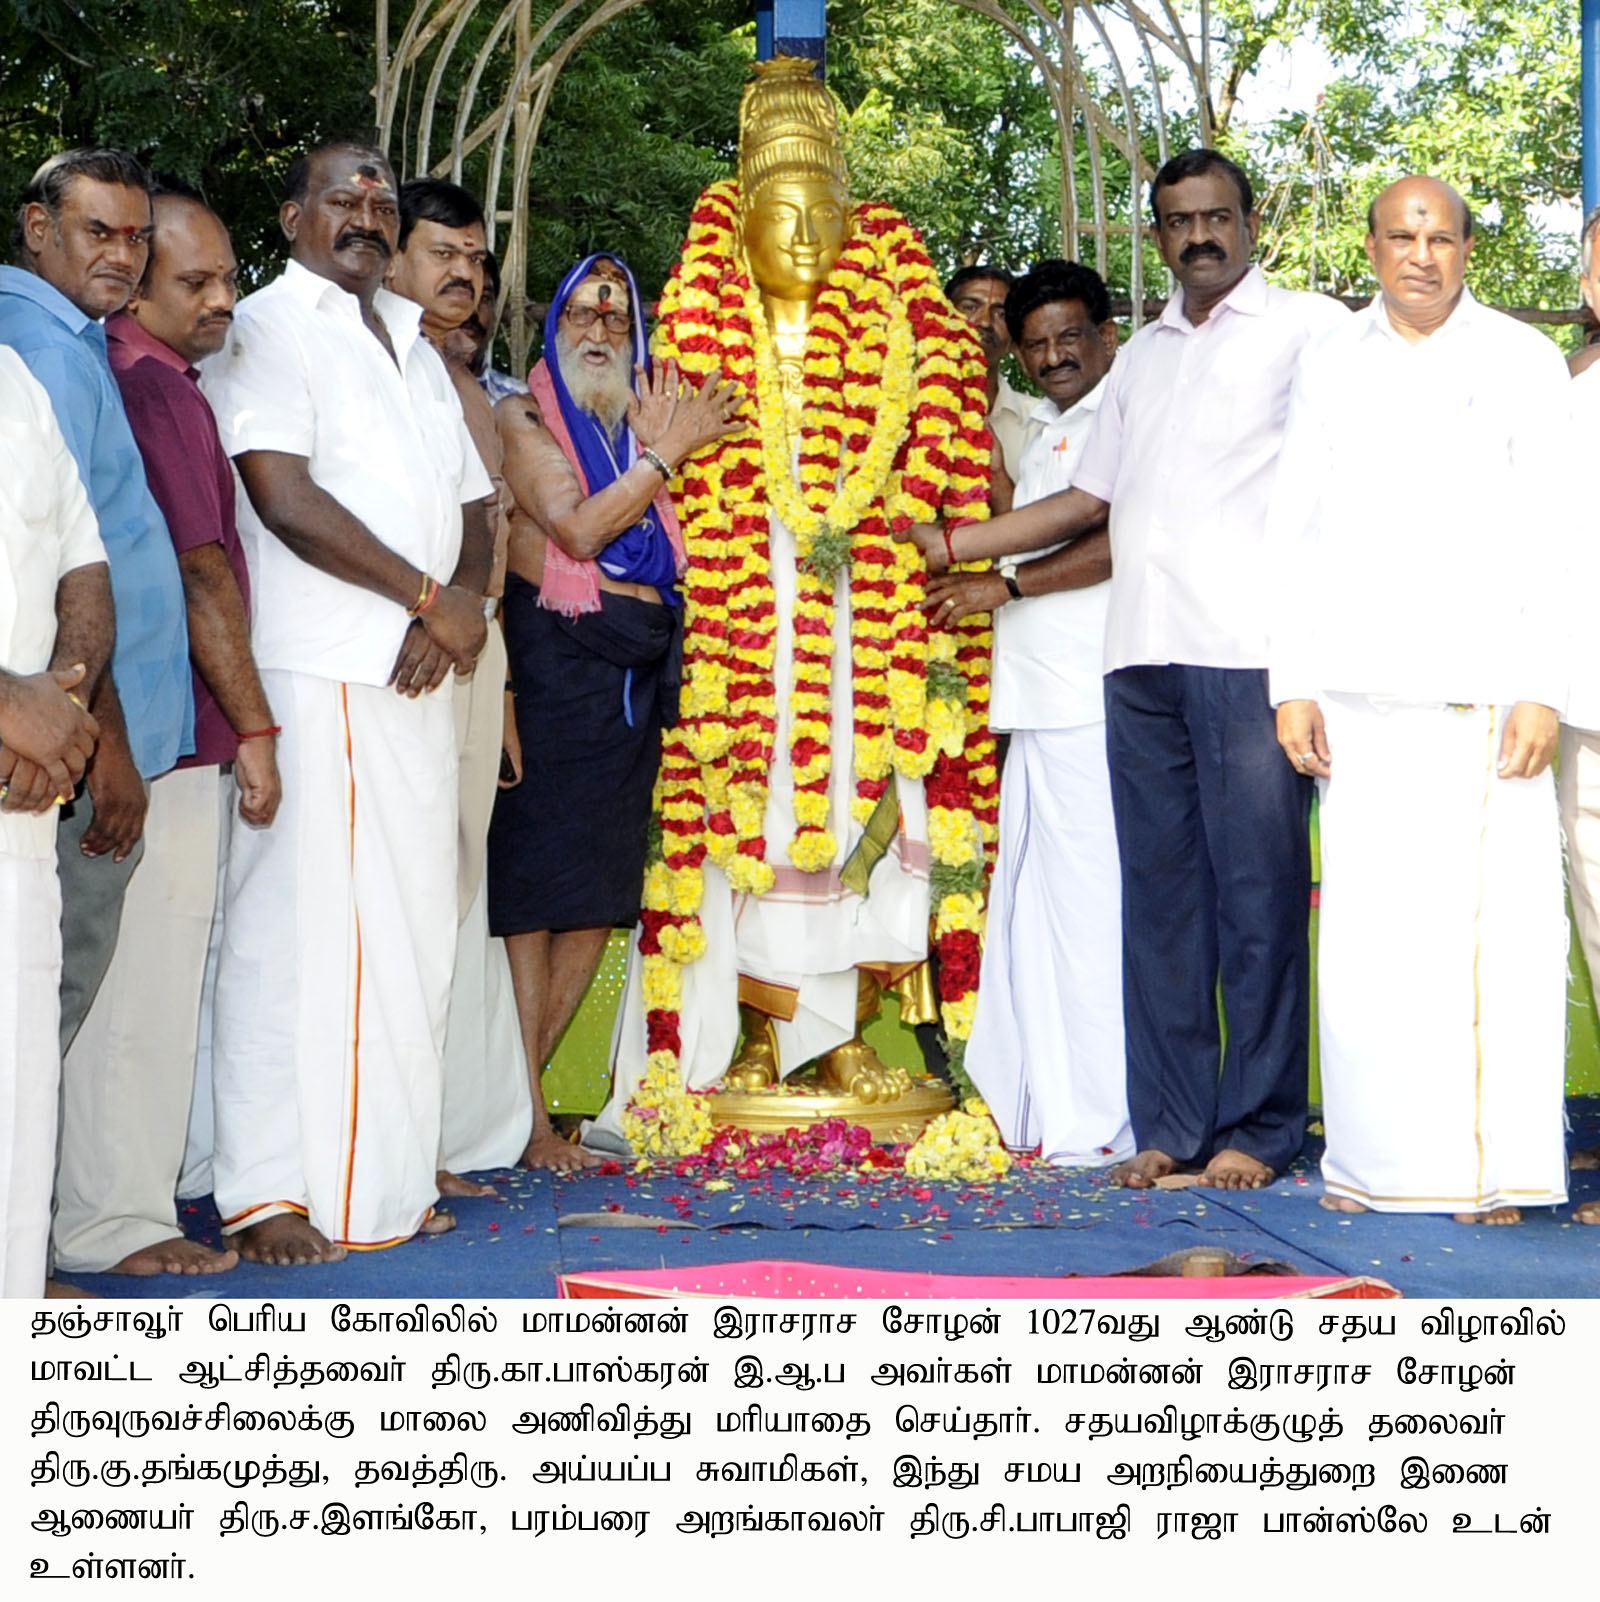 தஞ்சாவூர் பெரிய கோவிலில் மாமன்னன் இராசராச சோழன் 1027வது ஆண்டு சதய விழாவில்
மாவட்ட ஆட்சித்தலைவர் திரு.கா.பாஸ்கரன் இ.ஆ.ப அவர்கள் மாமன்னன் இராசராச சோழன்
திருவுருவச்சிலைக்கு மாலை அணிவித்து மரியாதை செய்தார். சதயவிழாக்குழுத் தலைவர்
திரு.கு.தங்கமுத்து, தவத்திரு. அய்யப்ப சுவாமிகள், இந்து சமய அறநிலையத்துறை இணை
ஆணையர் திரு.ச.இளங்கோ, பரம்பரை அறங்காவலர் திரு.சி.பாபாஜி ராஜா பான்ஸ்லே உடன்
உள்ளனர்.